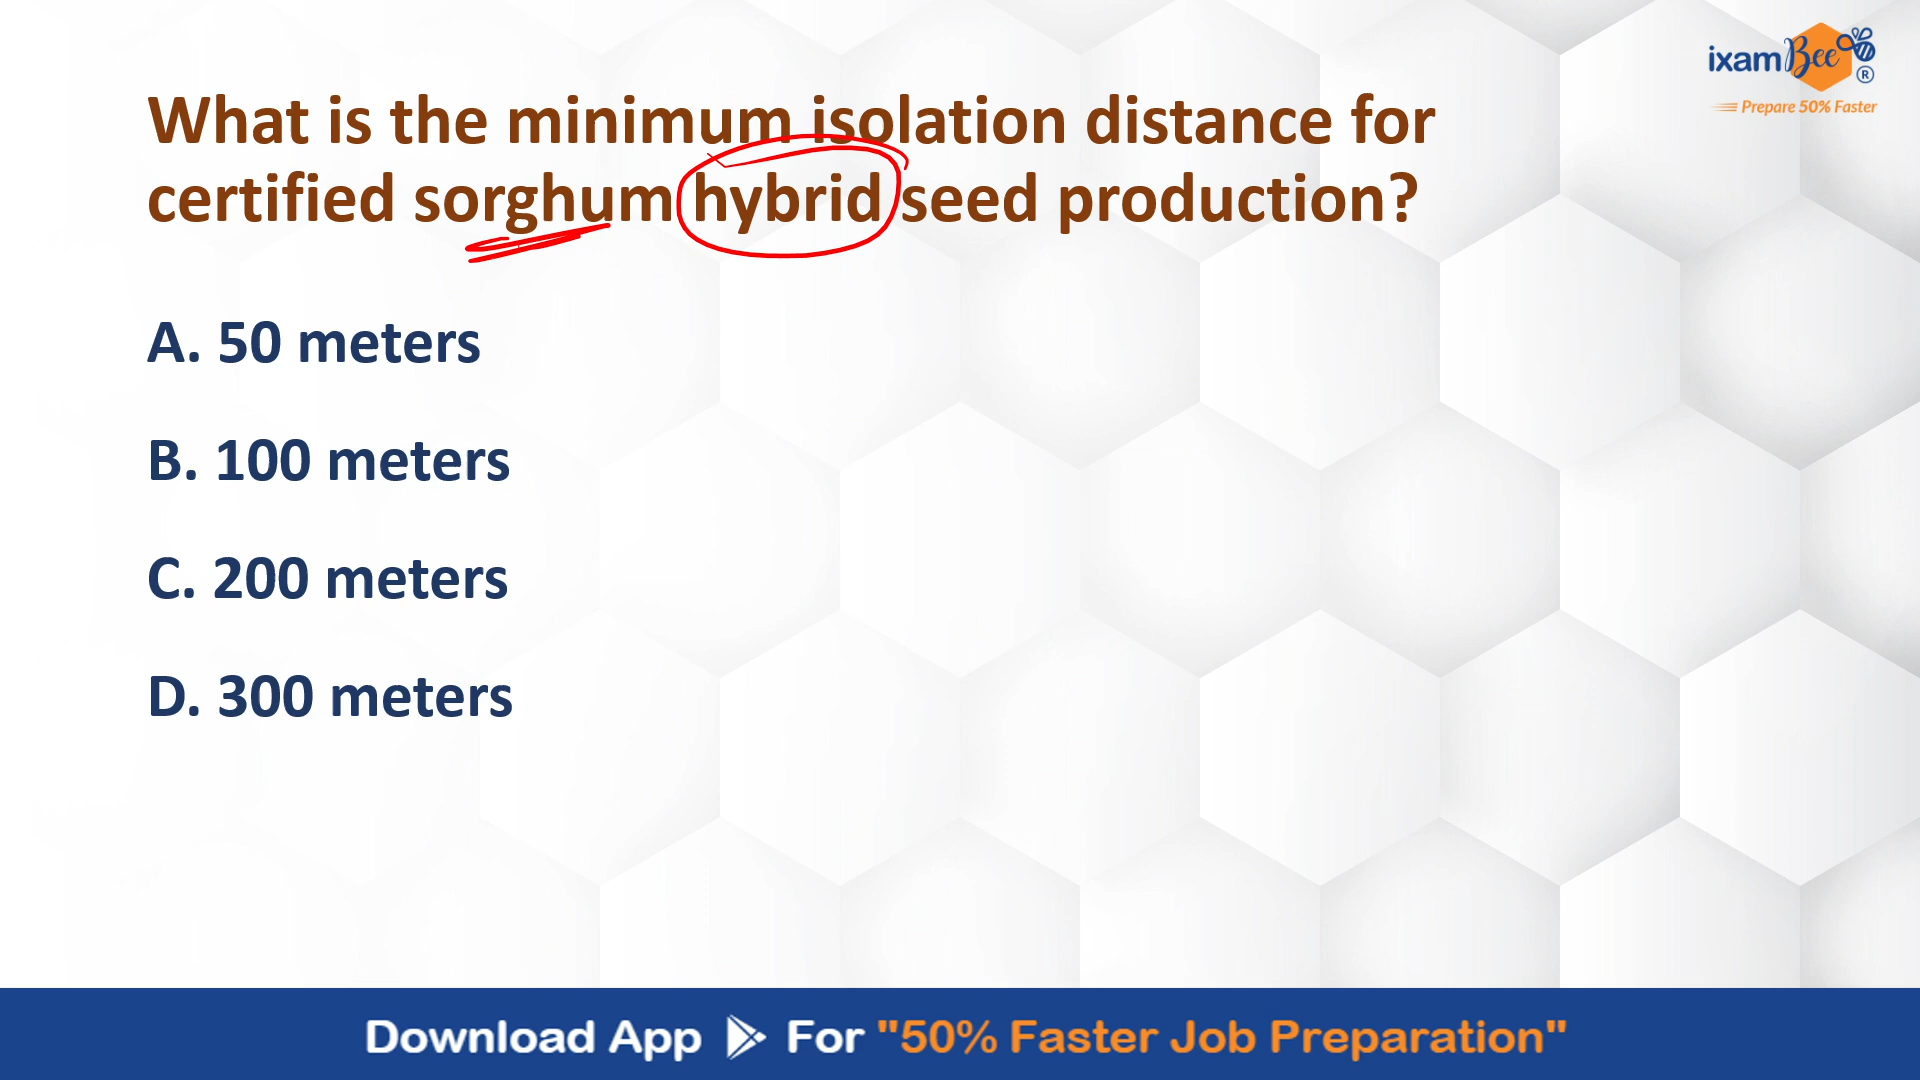 ixamBee®
Prepare 50% Faster
What is the minimum isolation distance for
certified sorghum hybrid seed production?
A. 50 meters
B. 100 meters
C. 200 meters
D. 300 meters
Download App For "50% Faster Job Preparation"